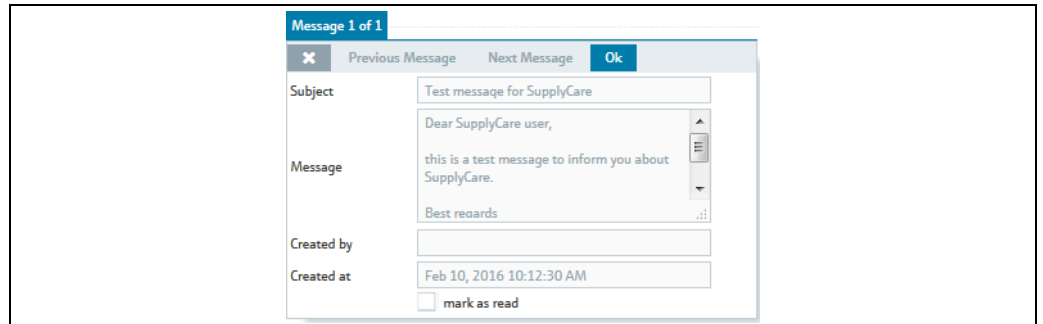 Message 1 of 1
Previous Message Next Message Ok
Subject Test message for SupplyCare
Dear SupplyCare user,
this is a test message to inform you about
Message
SupplyCare.
Best regards
Created by
Created at Feb 10, 2016 10:12:30 AM
mark as read